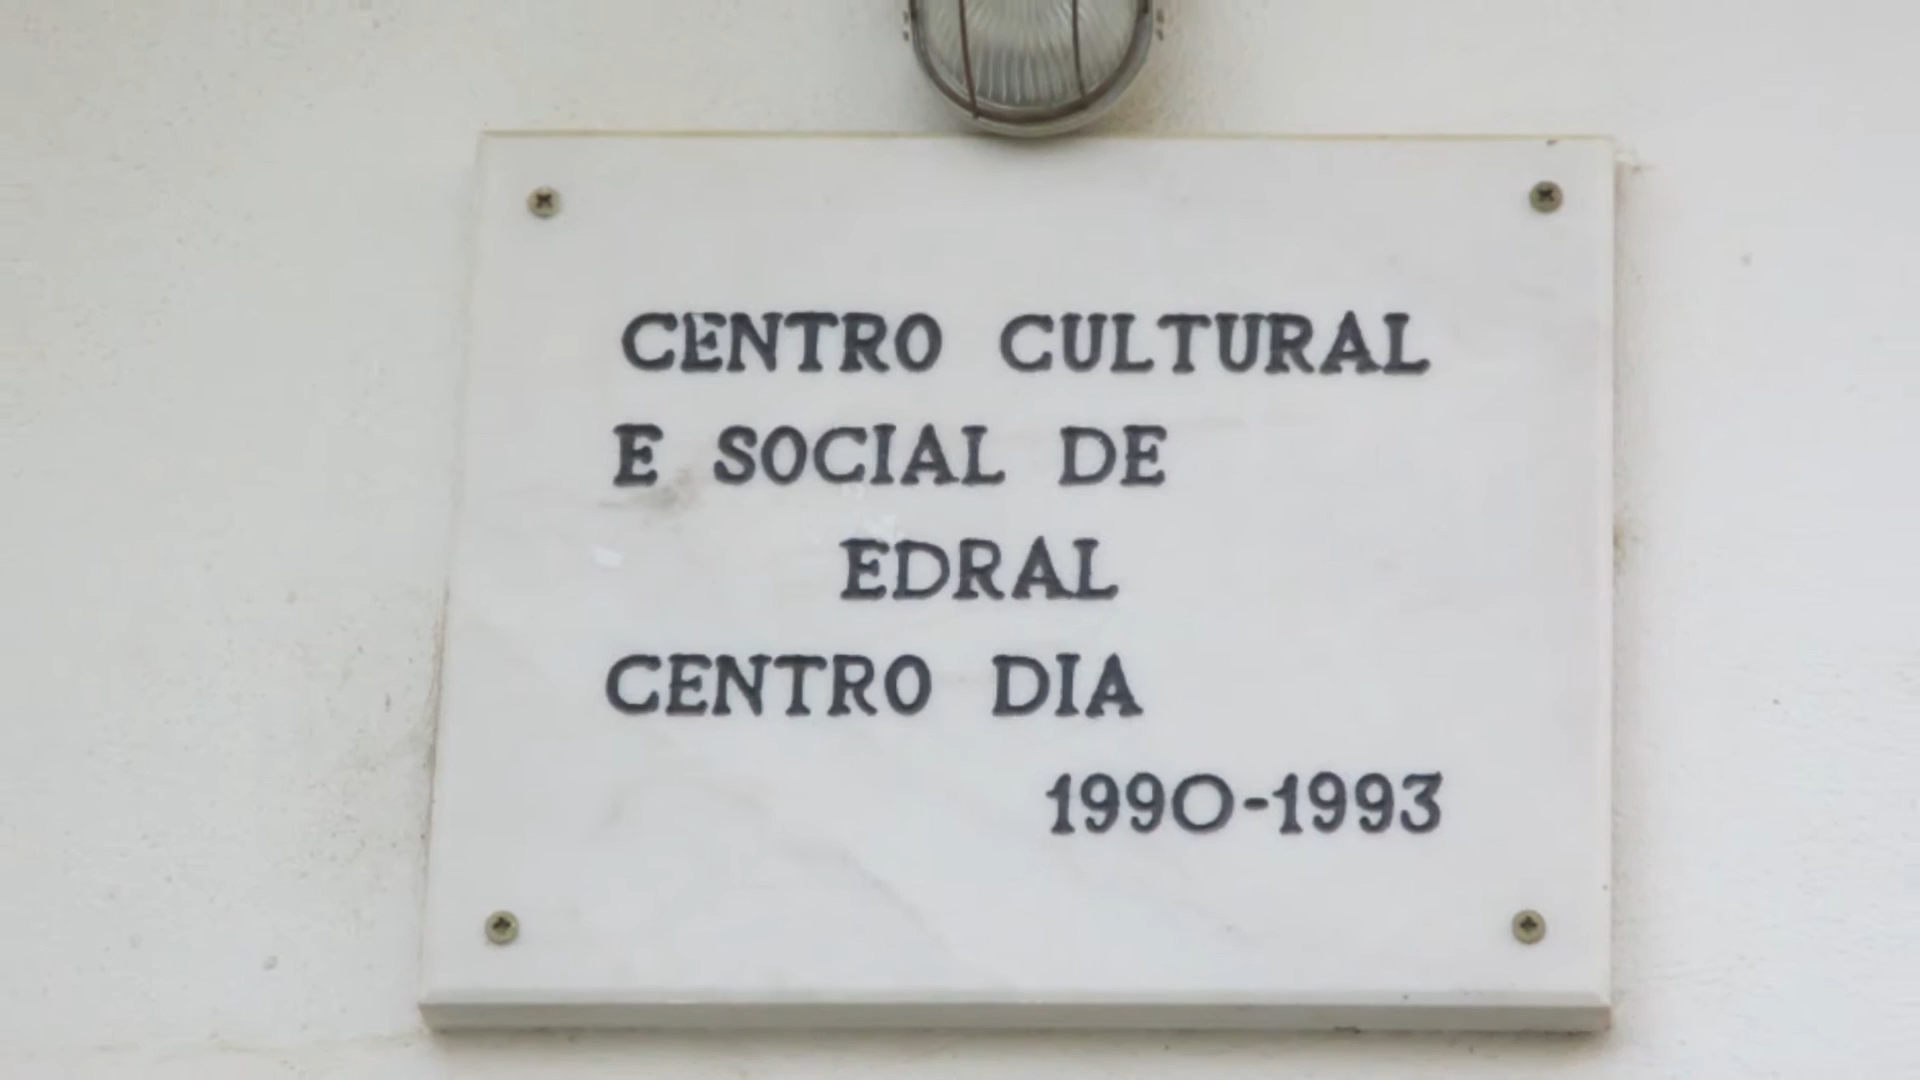 CENTRO CULTURAL
E SOCIAL DE
EDRAL
CENTRO DIA
1990-1993